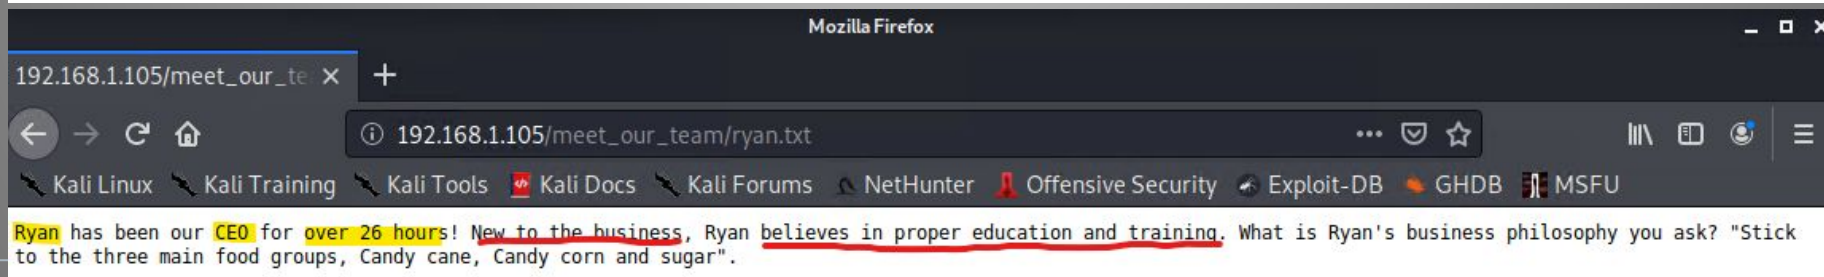 Mozilla Firefox
192.168.1.105/meet_our_te
192.168.1.105/meet_our_team/ryan.txt
Kali Linux Kali Training Kali Tools Kali Docs Kali Forums NetHunter Offensive Security Exploit-DB GHDB MSFU
Ryan has been our CEO for over 26 hours! New to the business, Ryan believes in proper education and training. What is Ryan's business philosophy you ask? "Stick
to the three main food groups, Candy cane, Candy corn and sugar".